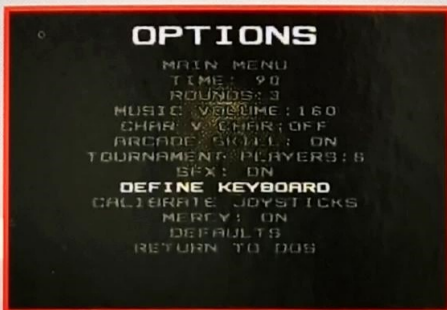 OPTIONS
MAIN MENU
TIME: 90
ROUNDS:3
MUSIC VOLUME:160
CHAR V CHAR:OFF
ARCADE SKILL: ON
TOURNAMENT PLAYERS:8
SFX: ON
DEFINE KEYBOARD
CALIBRATE JOYSTICKS
MERCY: ON
DEFAULTS
RETURN TO DOS